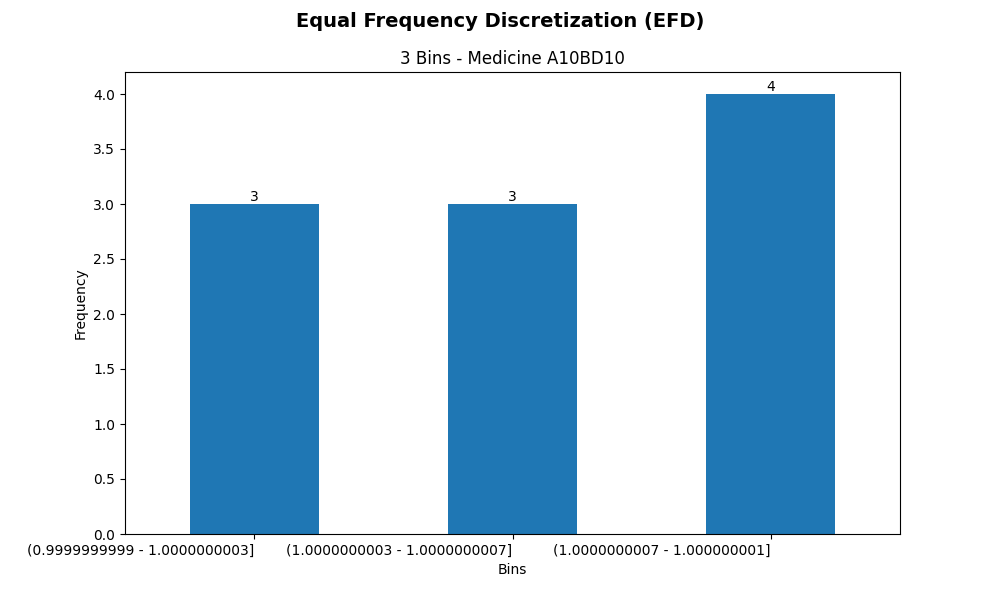 Equal Frequency Discretization (EFD)
3 Bins - Medicine A10BD10
4.0
3.5
3.0
2.5
2.0
1.5
1.0
0.5
0.0
Frequency
3
3
4
(0.9999999999 - 1.0000000003]
(1.0000000003 - 1.0000000007]
(1.0000000007 - 1.000000001]
Bins